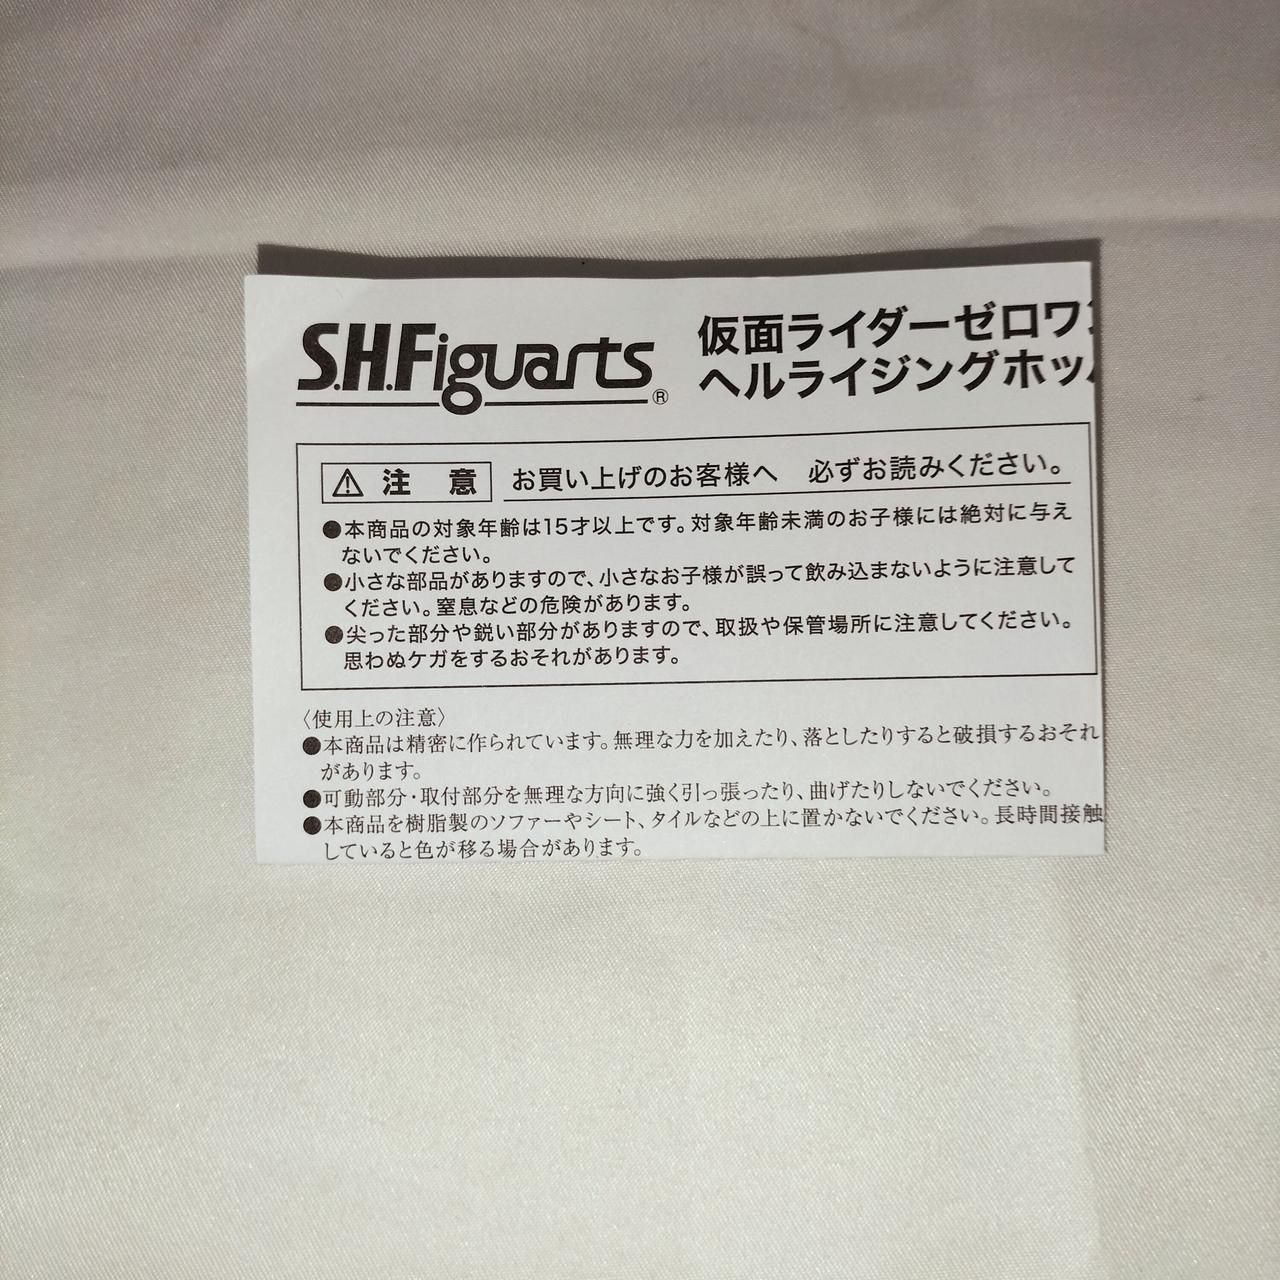 S.H.Figuarts®
仮面ライダーゼロワン
ヘルライジングホッ
注 意 お買い上げのお客様へ 必ずお読みください。
●本商品の対象年齢は15才以上です。対象年齢未満のお子様には絶対に与え
ないでください。
●小さな部品がありますので、小さなお子様が誤って飲み込まないように注意して
ください。窒息などの危険があります。
●尖った部分や鋭い部分がありますので、取扱や保管場所に注意してください。
思わぬケガをするおそれがあります。
〈使用上の注意〉
●本商品は精密に作られています。無理な力を加えたり、落としたりすると破損するおそれ
があります。
●可動部分・取付部分を無理な方向に強く引っ張ったり、曲げたりしないでください。
●本商品を樹脂製のソファーやシート、タイルなどの上に置かないでください。長時間接触
していると色が移る場合があります。